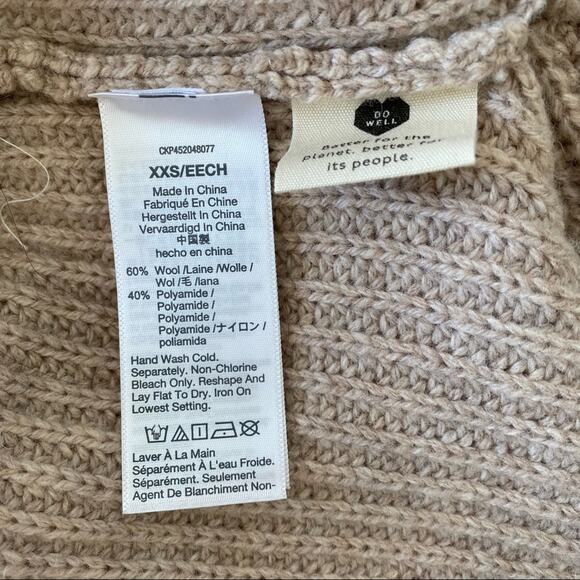 CKP452048077
XXS/EECH
Made In China
Fabriqué En Chine
Hergestellt In China
Vervaardigd In China
中国製
hecho en china
60% Wool /Laine /Wolle /
Wol /毛 /lana
40% Polyamide /
Polyamide /
Polyamide /
Polyamide /ナイロン /
poliamida
Hand Wash Cold.
Separately. Non-Chlorine
Bleach Only. Reshape And
Lay Flat To Dry. Iron On
Lowest Setting.
Laver À La Main
Séparément À L'eau Froide.
Séparément. Seulement
Agent De Blanchiment Non-
DO
WELL
Better for the
planet, better for
its people.